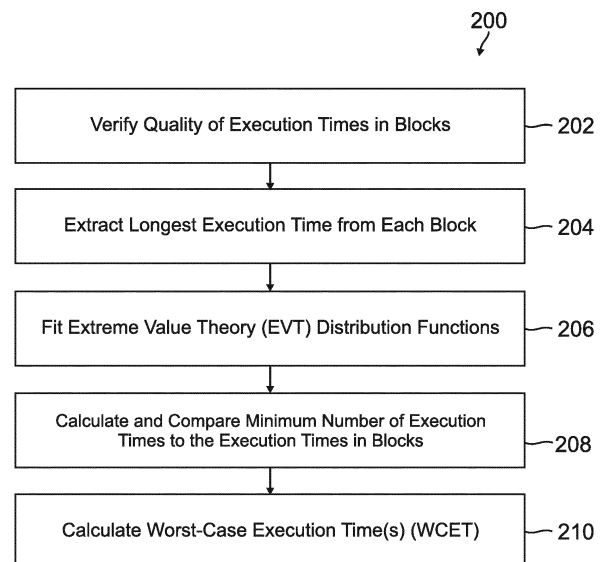 200
Verify Quality of Execution Times in Blocks
202
Extract Longest Execution Time from Each Block
204
Fit Extreme Value Theory (EVT) Distribution Functions
206
Calculate and Compare Minimum Number of Execution
Times to the Execution Times in Blocks
208
Calculate Worst-Case Execution Time(s) (WCET)
210